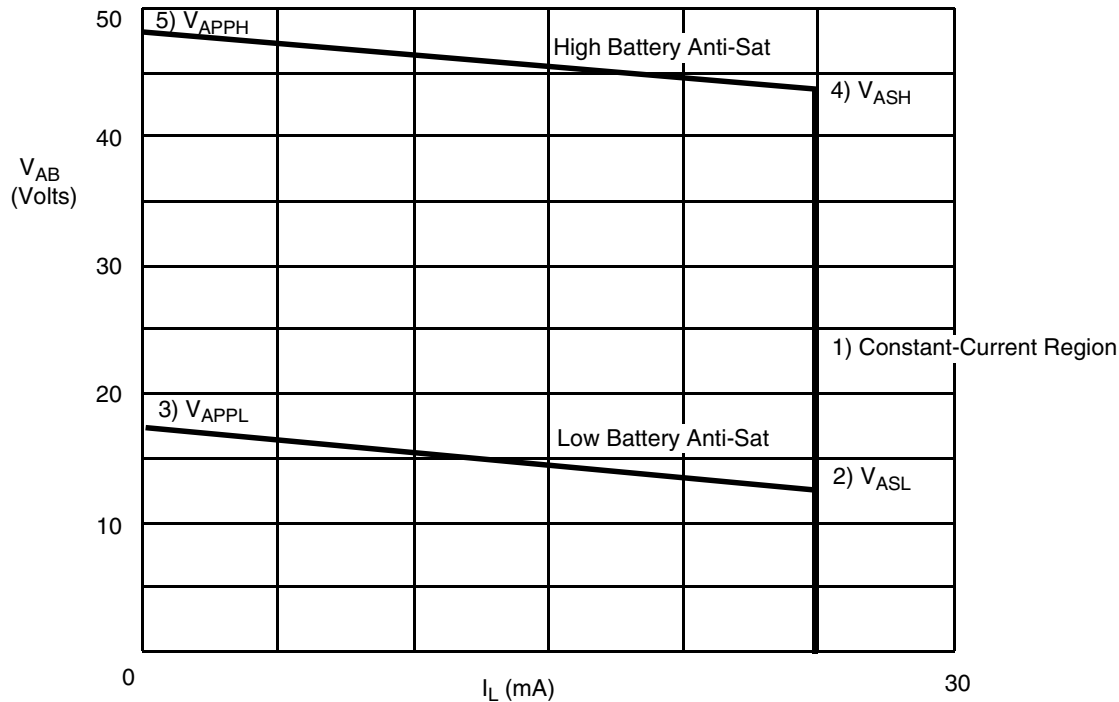 50
5) VAPPH
High Battery Anti-Sat
4) VASH
40
VAB
(Volts)
30
1) Constant-Current Region
20
3) VAPPL
Low Battery Anti-Sat
2) VASL
10
0
IL (mA)
30